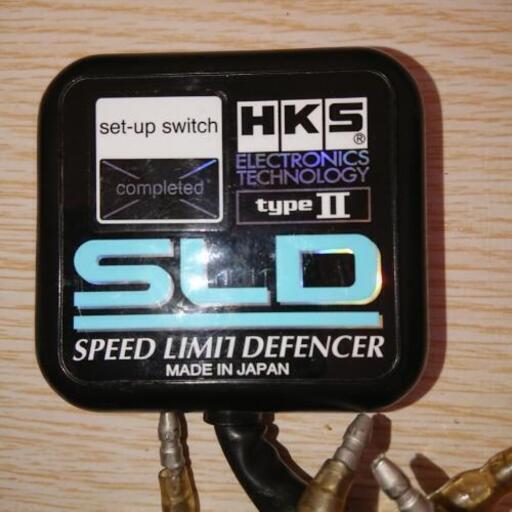 set-up switch
completed
HKS®
ELECTRONICS
TECHNOLOGY
type II
SLD
SPEED LIMIT DEFENCER
MADE IN JAPAN